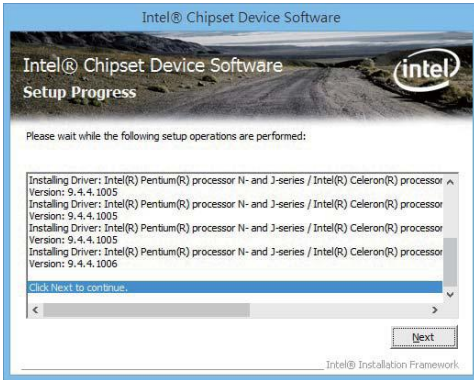 Intel® Chipset Device Software
Intel® Chipset Device Software
Setup Progress
intel
Please wait while the following setup operations are performed:
Installing Driver: Intel(R) Pentium(R) processor N- and J-series / Intel(R) Celeron(R) processor
Version: 9.4.4.1005
Installing Driver: Intel(R) Pentium(R) processor N- and J-series / Intel(R) Celeron(R) processor
Version: 9.4.4.1005
Installing Driver: Intel(R) Pentium(R) processor N- and J-series / Intel(R) Celeron(R) processor
Version: 9.4.4.1005
Installing Driver: Intel(R) Pentium(R) processor N- and J-series / Intel(R) Celeron(R) processor
Version: 9.4.4.1006
Click Next to continue.
Next
Intel® Installation Framework